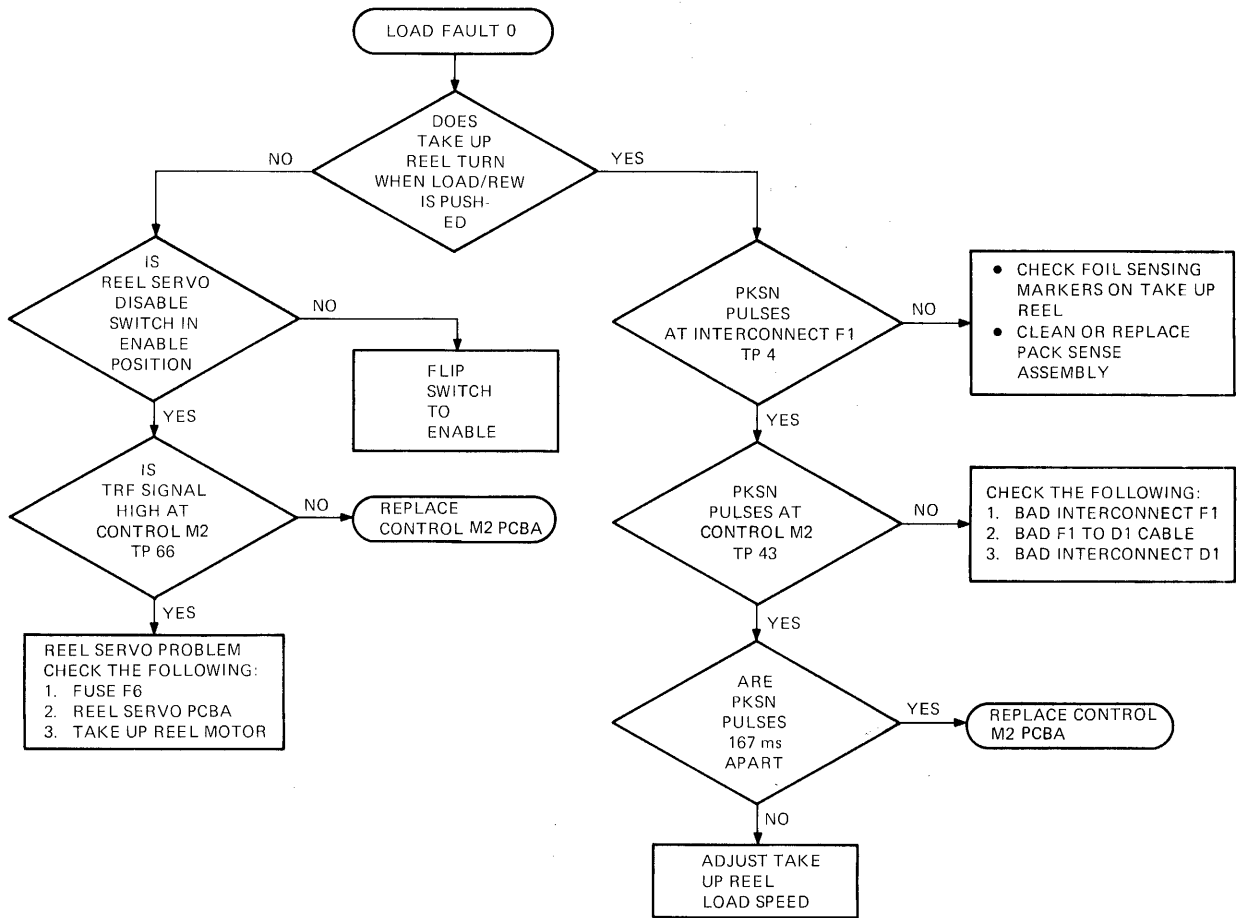 LOAD FAULT 0
DOES
TAKE UP
REEL TURN
WHEN LOAD/REW
IS PUSH-
ED
NO
YES
IS
REEL SERVO
DISABLE
SWITCH IN
ENABLE
POSITION
NO
FLIP
SWITCH
TO
ENABLE
YES
IS
TRF SIGNAL
HIGH AT
CONTROL M2
TP 66
NO
REPLACE
CONTROL M2 PCBA
YES
REEL SERVO PROBLEM
CHECK THE FOLLOWING:
1. FUSE F6
2. REEL SERVO PCBA
3. TAKE UP REEL MOTOR
PKSN
PULSES
AT INTERCONNECT F1
TP 4
NO
● CHECK FOIL SENSING
MARKERS ON TAKE UP
REEL
● CLEAN OR REPLACE
PACK SENSE
ASSEMBLY
YES
PKSN
PULSES AT
CONTROL M2
TP 43
NO
CHECK THE FOLLOWING:
1. BAD INTERCONNECT F1
2. BAD F1 TO D1 CABLE
3. BAD INTERCONNECT D1
YES
ARE
PKSN
PULSES
167 ms
APART
YES
REPLACE CONTROL
M2 PCBA
NO
ADJUST TAKE
UP REEL
LOAD SPEED